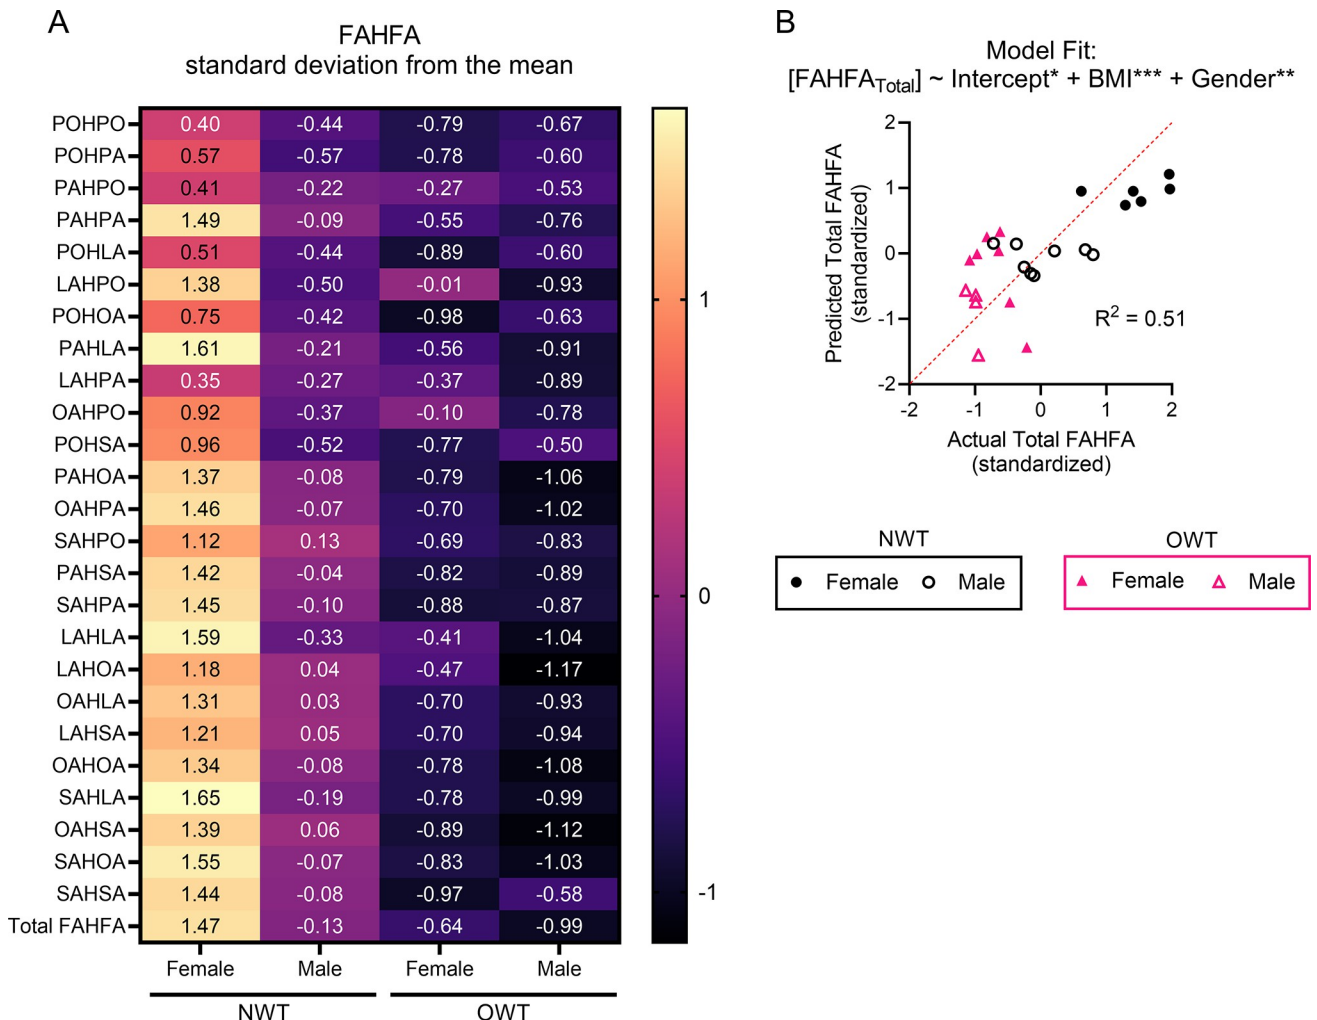 A
FAHFA
standard deviation from the mean
POHPO 0.40 -0.44 -0.79 -0.67
POHPA 0.57 -0.57 -0.78 -0.60
PAHPO 0.41 -0.22 -0.27 -0.53
PAHPA 1.49 -0.09 -0.55 -0.76
POHLA 0.51 -0.44 -0.89 -0.60
LAHPO 1.38 -0.50 -0.01 -0.93
POHOA 0.75 -0.42 -0.98 -0.63
PAHLA 1.61 -0.21 -0.56 -0.91
LAHPA 0.35 -0.27 -0.37 -0.89
OAHPO 0.92 -0.37 -0.10 -0.78
POHSA 0.96 -0.52 -0.77 -0.50
PAHOA 1.37 -0.08 -0.79 -1.06
OAHPA 1.46 -0.07 -0.70 -1.02
SAHPO 1.12 0.13 -0.69 -0.83
PAHSA 1.42 -0.04 -0.82 -0.89
SAHPA 1.45 -0.10 -0.88 -0.87
LAHLA 1.59 -0.33 -0.41 -1.04
LAHOA 1.18 0.04 -0.47 -1.17
OAHLA 1.31 0.03 -0.70 -0.93
LAHSA 1.21 0.05 -0.70 -0.94
OAHOA 1.34 -0.08 -0.78 -1.08
SAHLA 1.65 -0.19 -0.78 -0.99
OAHSA 1.39 0.06 -0.89 -1.12
SAHOA 1.55 -0.07 -0.83 -1.03
SAHSA 1.44 -0.08 -0.97 -0.58
Total FAHFA 1.47 -0.13 -0.64 -0.99
Female Male Female Male
NWT OWT
1
0
-1
B
Model Fit:
[FAHFATotal] ~ Intercept* + BMI*** + Gender**
Predicted Total FAHFA
(standardized)
2
1
0
-1
-2
R2 = 0.51
-2 -1 0 1 2
Actual Total FAHFA
(standardized)
NWT
Female Male
OWT
Female Male